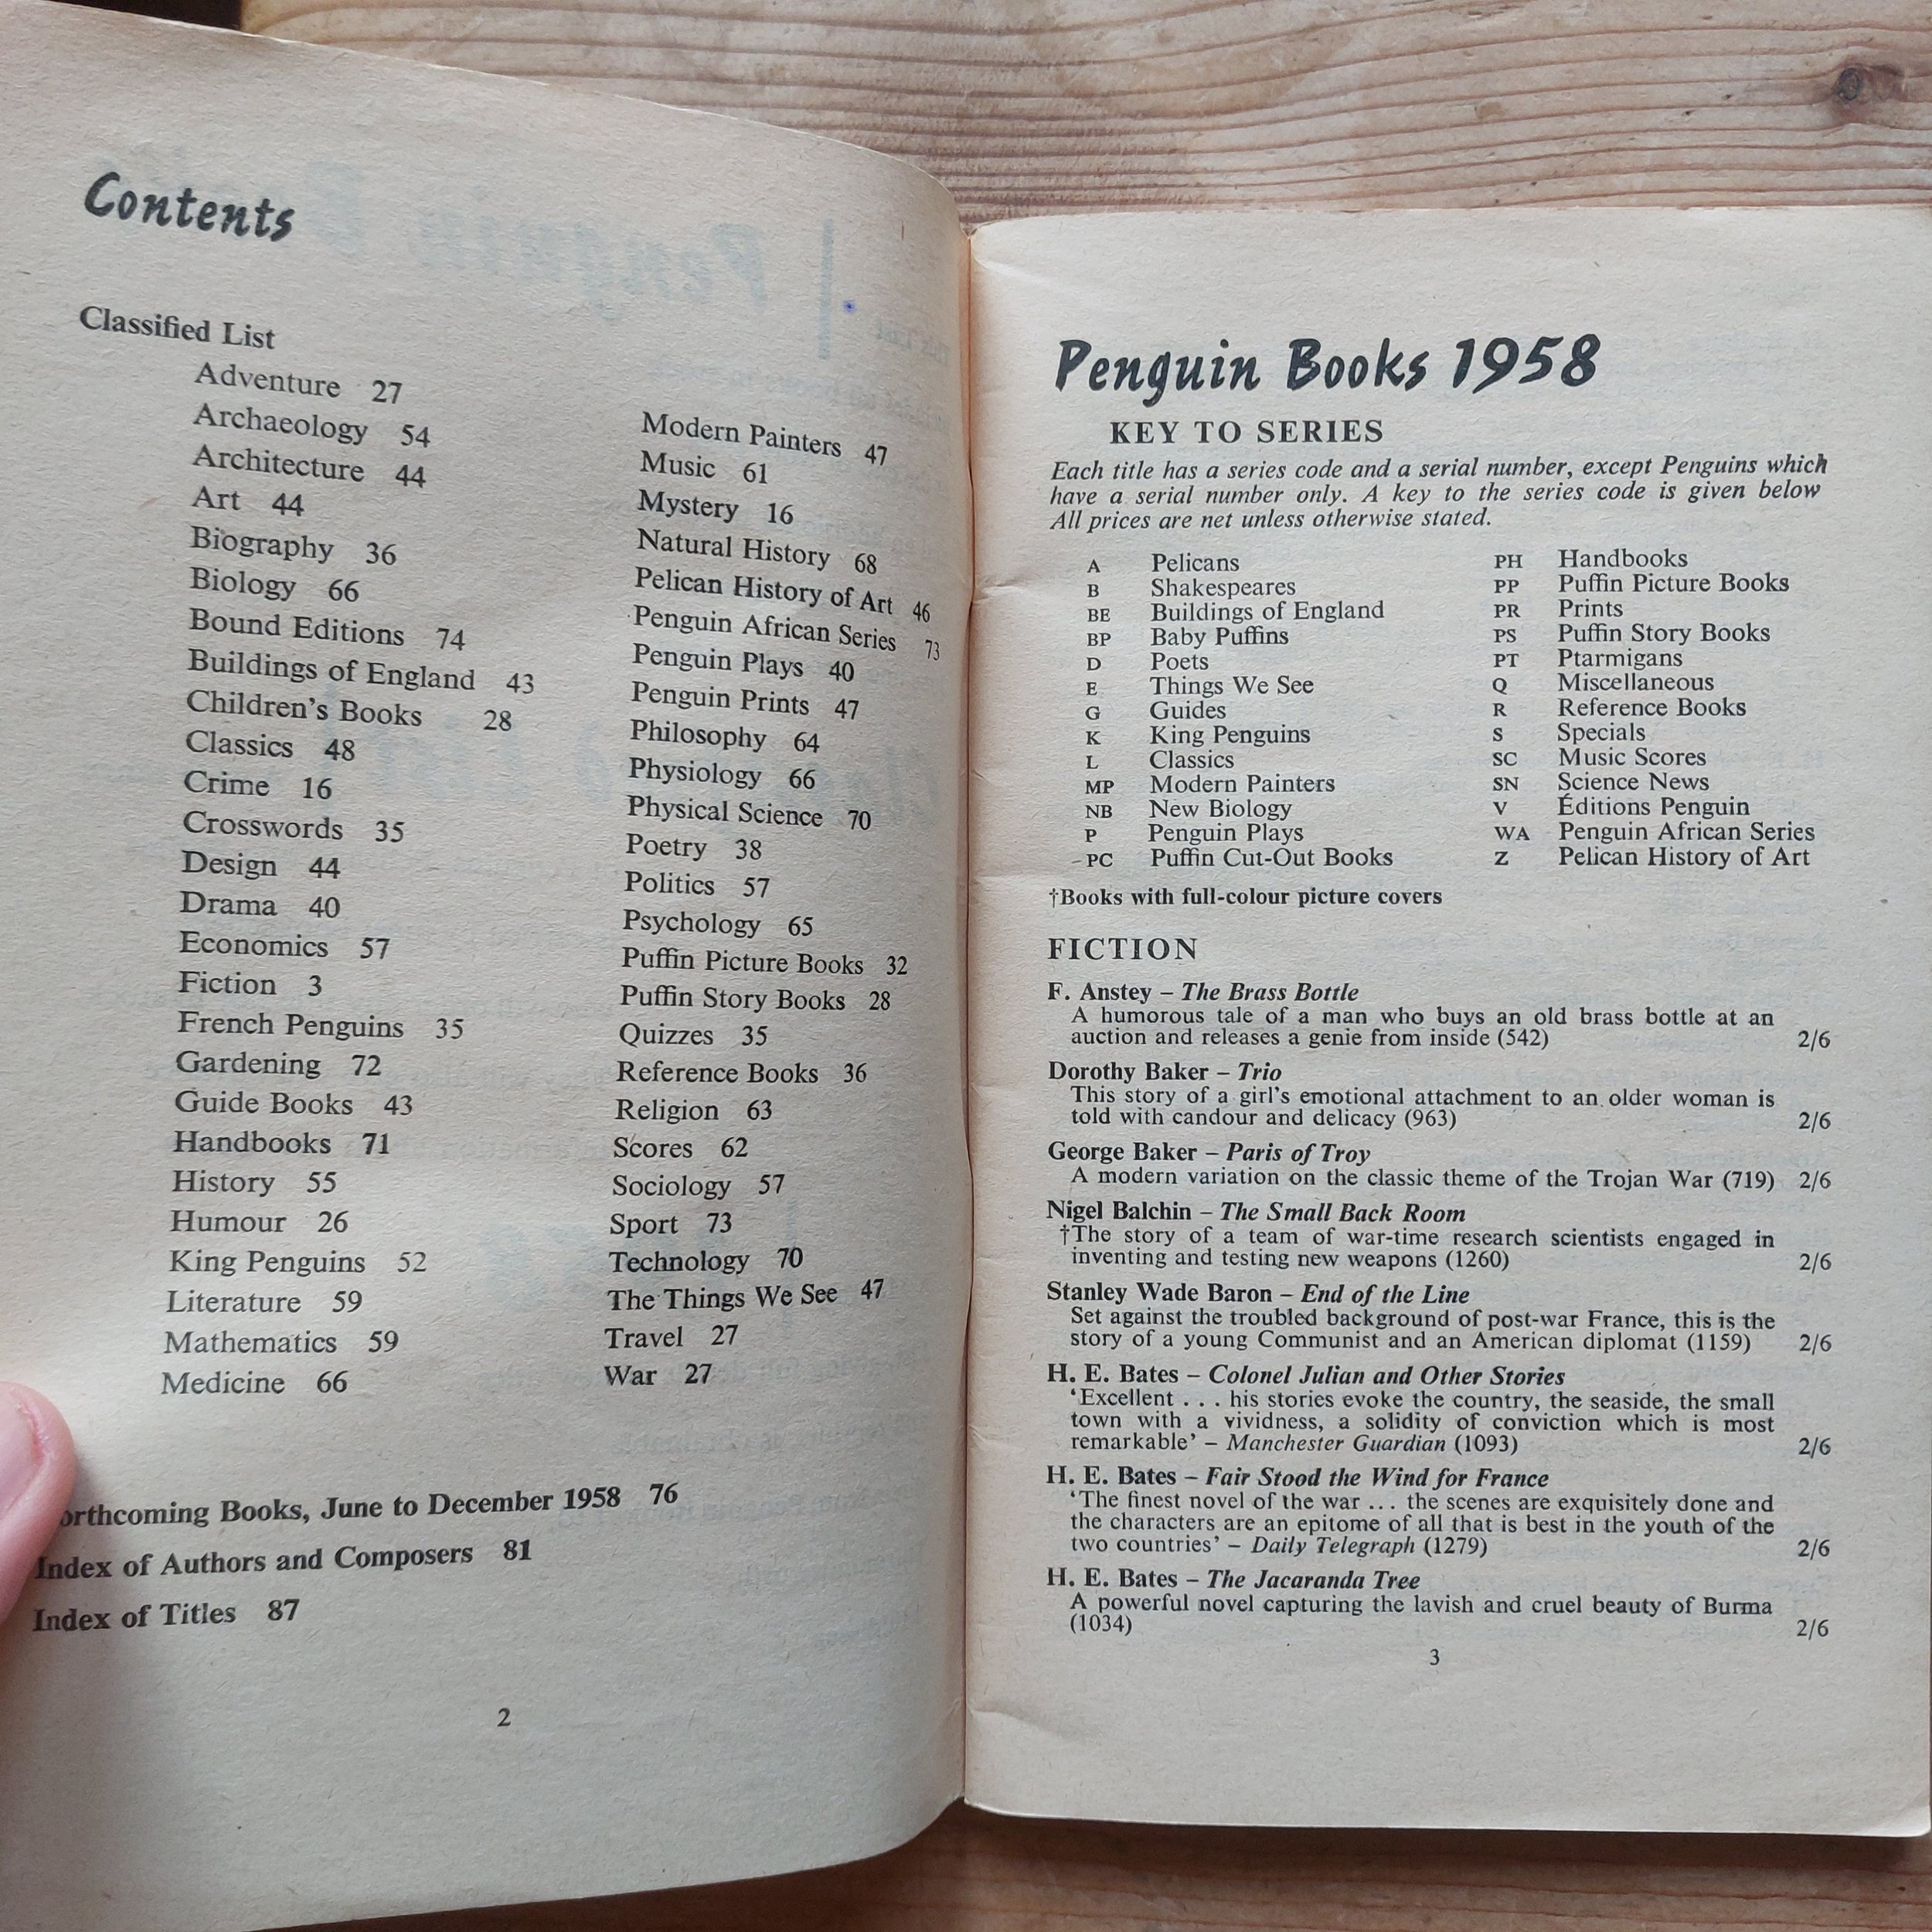 Contents
Classified List
Adventure 27
Archaeology 54
Architecture 44
Art 44
Biography 36
Biology 66
Bound Editions 74
Buildings of England 43
Children's Books 28
Classics 48
Crime 16
Crosswords 35
Design 44
Drama 40
Economics 57
Fiction 3
French Penguins 35
Gardening 72
Guide Books 43
Handbooks 71
History 55
Humour 26
King Penguins 52
Literature 59
Mathematics 59
Medicine 66
Modern Painters 47
Music 61
Mystery 16
Natural History 68
Pelican History of Art 46
Penguin African Series 73
Penguin Plays 40
Penguin Prints 47
Philosophy 64
Physiology 66
Physical Science 70
Poetry 38
Politics 57
Psychology 65
Puffin Picture Books 32
Puffin Story Books 28
Quizzes 35
Reference Books 36
Religion 63
Scores 62
Sociology 57
Sport 73
Technology 70
The Things We See 47
Travel 27
War 27
orthcoming Books, June to December 1958 76
Index of Authors and Composers 81
Index of Titles 87
2
Penguin Books 1958
KEY TO SERIES
Each title has a series code and a serial number, except Penguins which
have a serial number only. A key to the series code is given below
All prices are net unless otherwise stated.
A Pelicans
B Shakespeares
BE Buildings of England
BP Baby Puffins
D Poets
E Things We See
G Guides
K King Penguins
L Classics
MP Modern Painters
NB New Biology
P Penguin Plays
PC Puffin Cut-Out Books
PH Handbooks
PP Puffin Picture Books
PR Prints
PS Puffin Story Books
PT Ptarmigans
Q Miscellaneous
R Reference Books
S Specials
SC Music Scores
SN Science News
V Éditions Penguin
WA Penguin African Series
Z Pelican History of Art
†Books with full-colour picture covers
FICTION
F. Anstey – The Brass Bottle
A humorous tale of a man who buys an old brass bottle at an
auction and releases a genie from inside (542) 2/6
Dorothy Baker – Trio
This story of a girl's emotional attachment to an older woman is
told with candour and delicacy (963) 2/6
George Baker – Paris of Troy
A modern variation on the classic theme of the Trojan War (719) 2/6
Nigel Balchin – The Small Back Room
†The story of a team of war-time research scientists engaged in
inventing and testing new weapons (1260) 2/6
Stanley Wade Baron – End of the Line
Set against the troubled background of post-war France, this is the
story of a young Communist and an American diplomat (1159) 2/6
H. E. Bates – Colonel Julian and Other Stories
'Excellent . . . his stories evoke the country, the seaside, the small
town with a vividness, a solidity of conviction which is most
remarkable' – Manchester Guardian (1093) 2/6
H. E. Bates – Fair Stood the Wind for France
'The finest novel of the war ... the scenes are exquisitely done and
the characters are an epitome of all that is best in the youth of the
two countries' – Daily Telegraph (1279) 2/6
H. E. Bates – The Jacaranda Tree
A powerful novel capturing the lavish and cruel beauty of Burma
(1034) 2/6
3